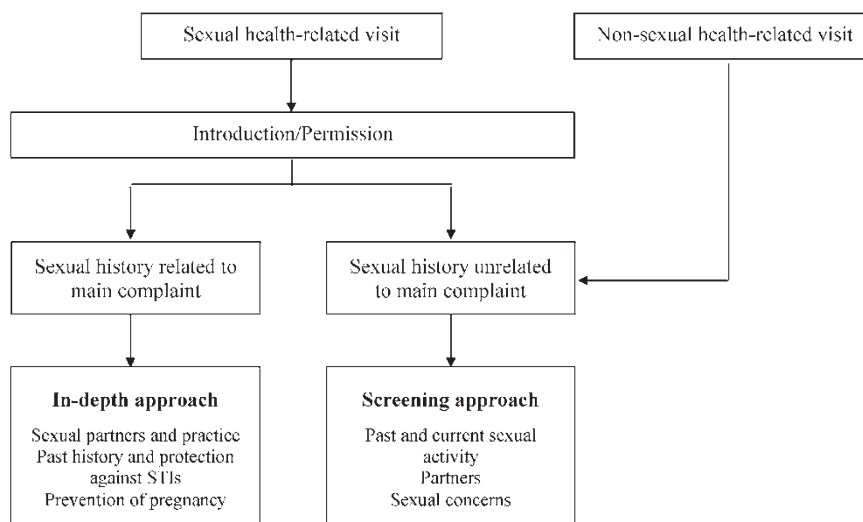 Sexual health-related visit
Non-sexual health-related visit
Introduction/Permission
Sexual history related to
main complaint
Sexual history unrelated
to main complaint
In-depth approach
Sexual partners and practice
Past history and protection
against STIs
Prevention of pregnancy
Screening approach
Past and current sexual
activity
Partners
Sexual concerns